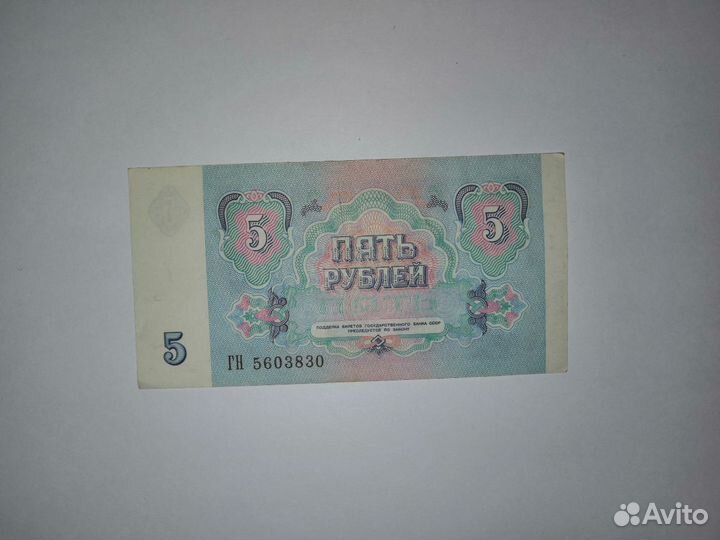 5
5
ПЯТЬ
РУБЛЕЙ
ПОДДЕЛКА БИЛЕТОВ ГОСУДАРСТВЕННОГО БАНКА СССР
ПРЕСЛЕДУЕТСЯ ПО ЗАКОНУ
5
ГН 5603830
Avito